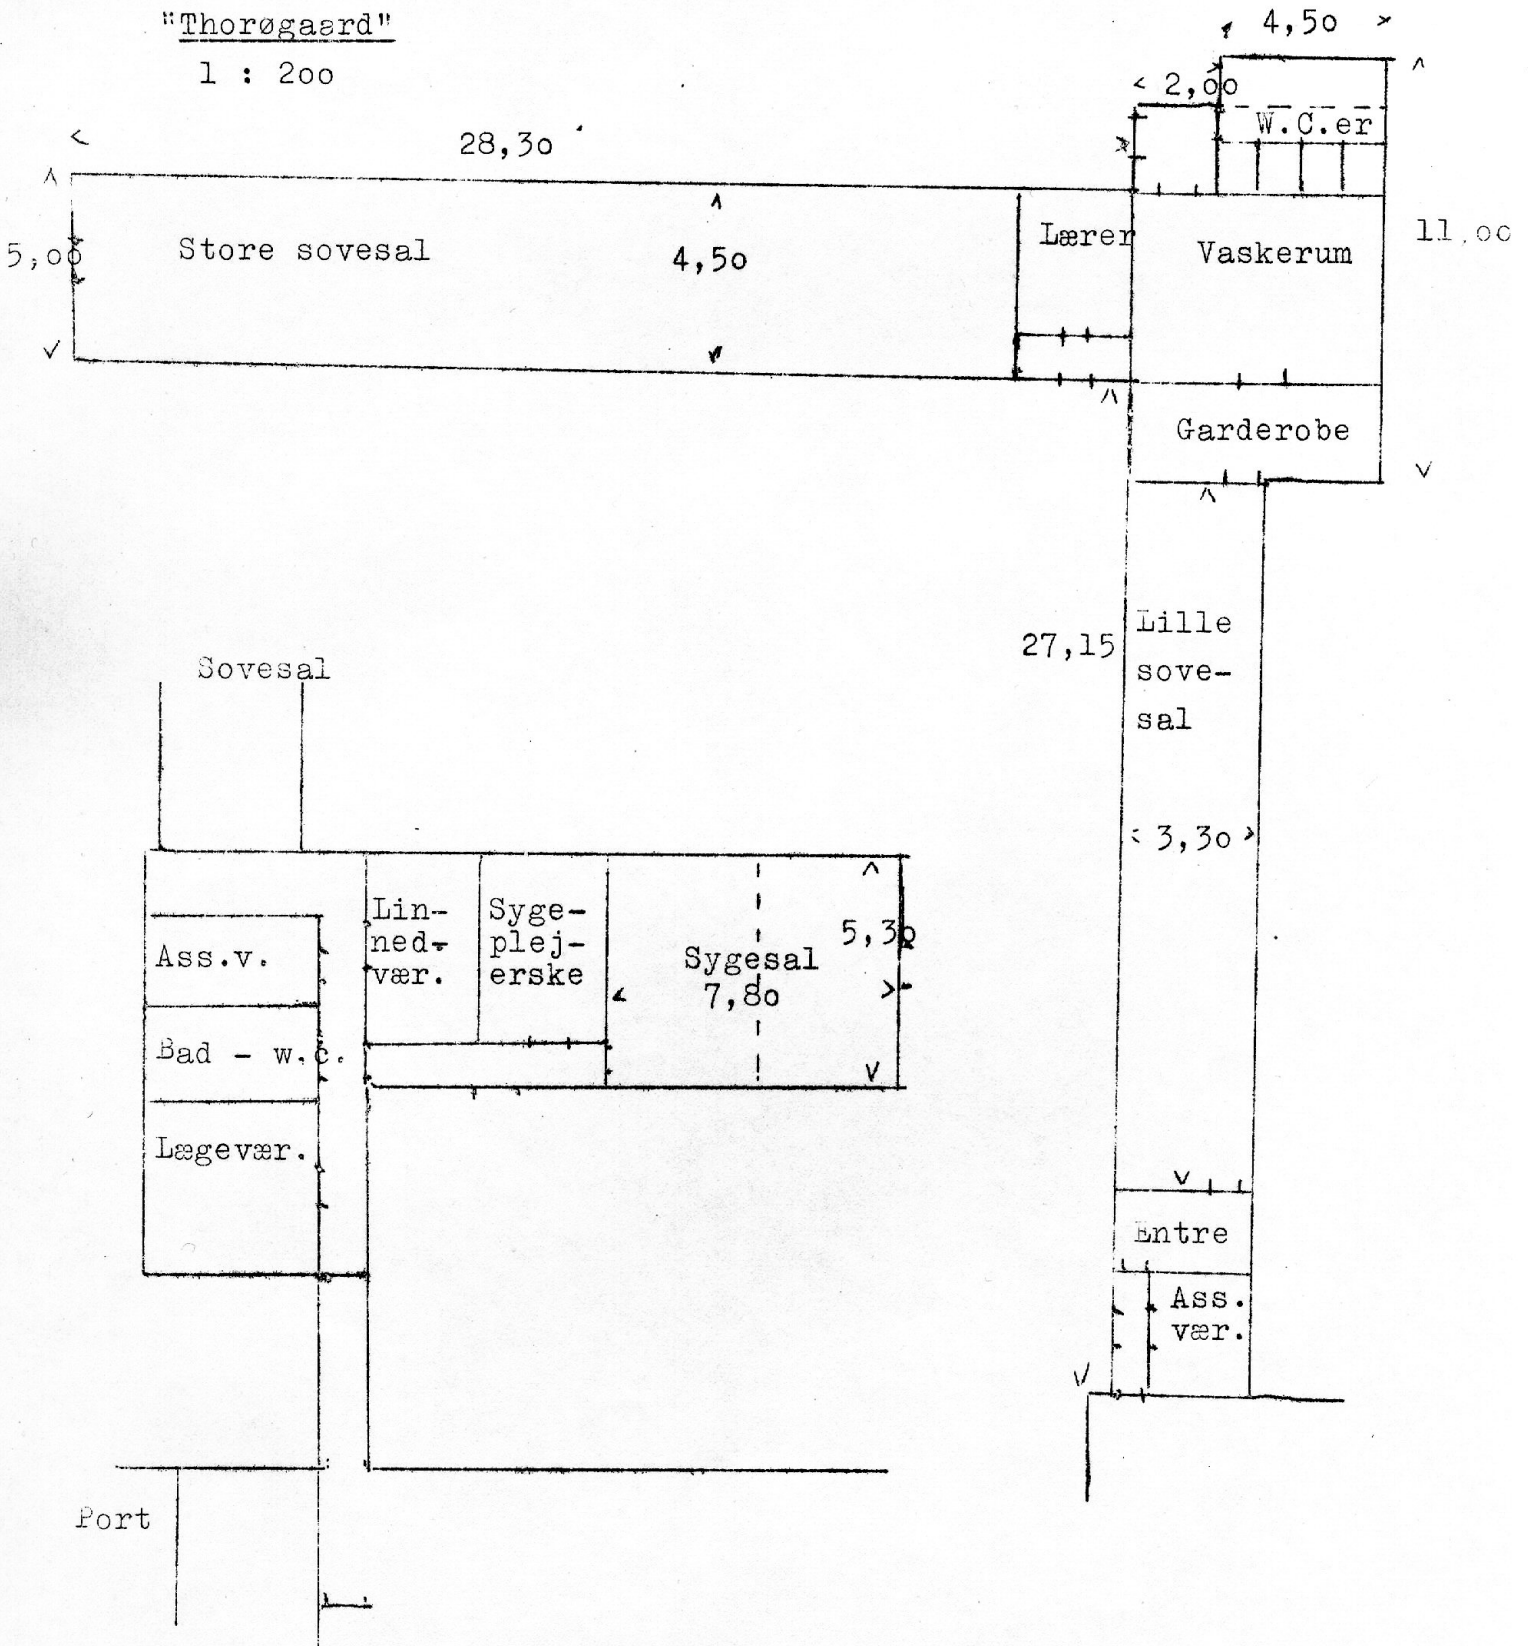 "Thorøgaard"
1 : 2oo
4,5o
2,oo
W.C.er
28,3o
5,oo
Store sovesal
4,5o
Lærer
Vaskerum
11,oo
Garderobe
27,15
Lille
sove-
sal
3,3o
Sovesal
Ass.v.
Bad - w.c.
Lægevær.
Lin-
ned-
vær.
Syge-
plej-
erske
Sygesal
7,8o
5,3o
Entre
Ass.
vær.
Port